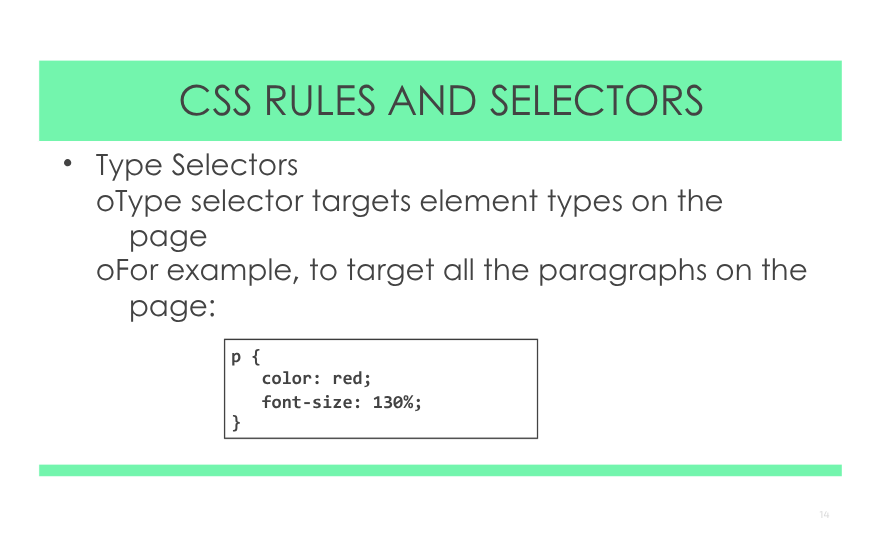 CSS RULES AND SELECTORS
• Type Selectors
oType selector targets element types on the
page
oFor example, to target all the paragraphs on the
page:
p {
color: red;
font-size: 130%;
}
14